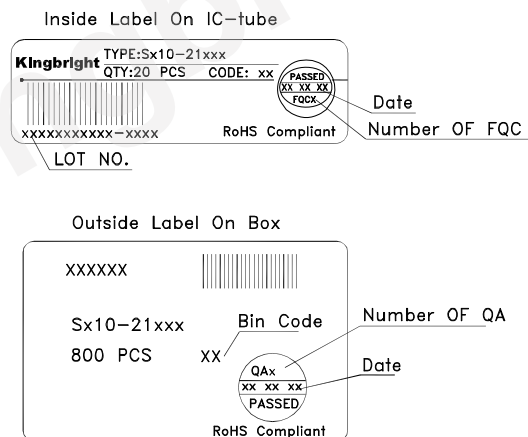 Inside Label On IC-tube
Kingbright
TYPE:Sx10-21xxx
QTY:20 PCS CODE: xx
PASSED
XX XX XX
FQCX
Date
Number OF FQC
xxxxxxxxxxx-xxxx
RoHS Compliant
LOT NO.
Outside Label On Box
XXXXXX
Sx10-21xxx
Bin Code
Number OF QA
800 PCS
XX
QAx
Date
XX XX XX
PASSED
RoHS Compliant